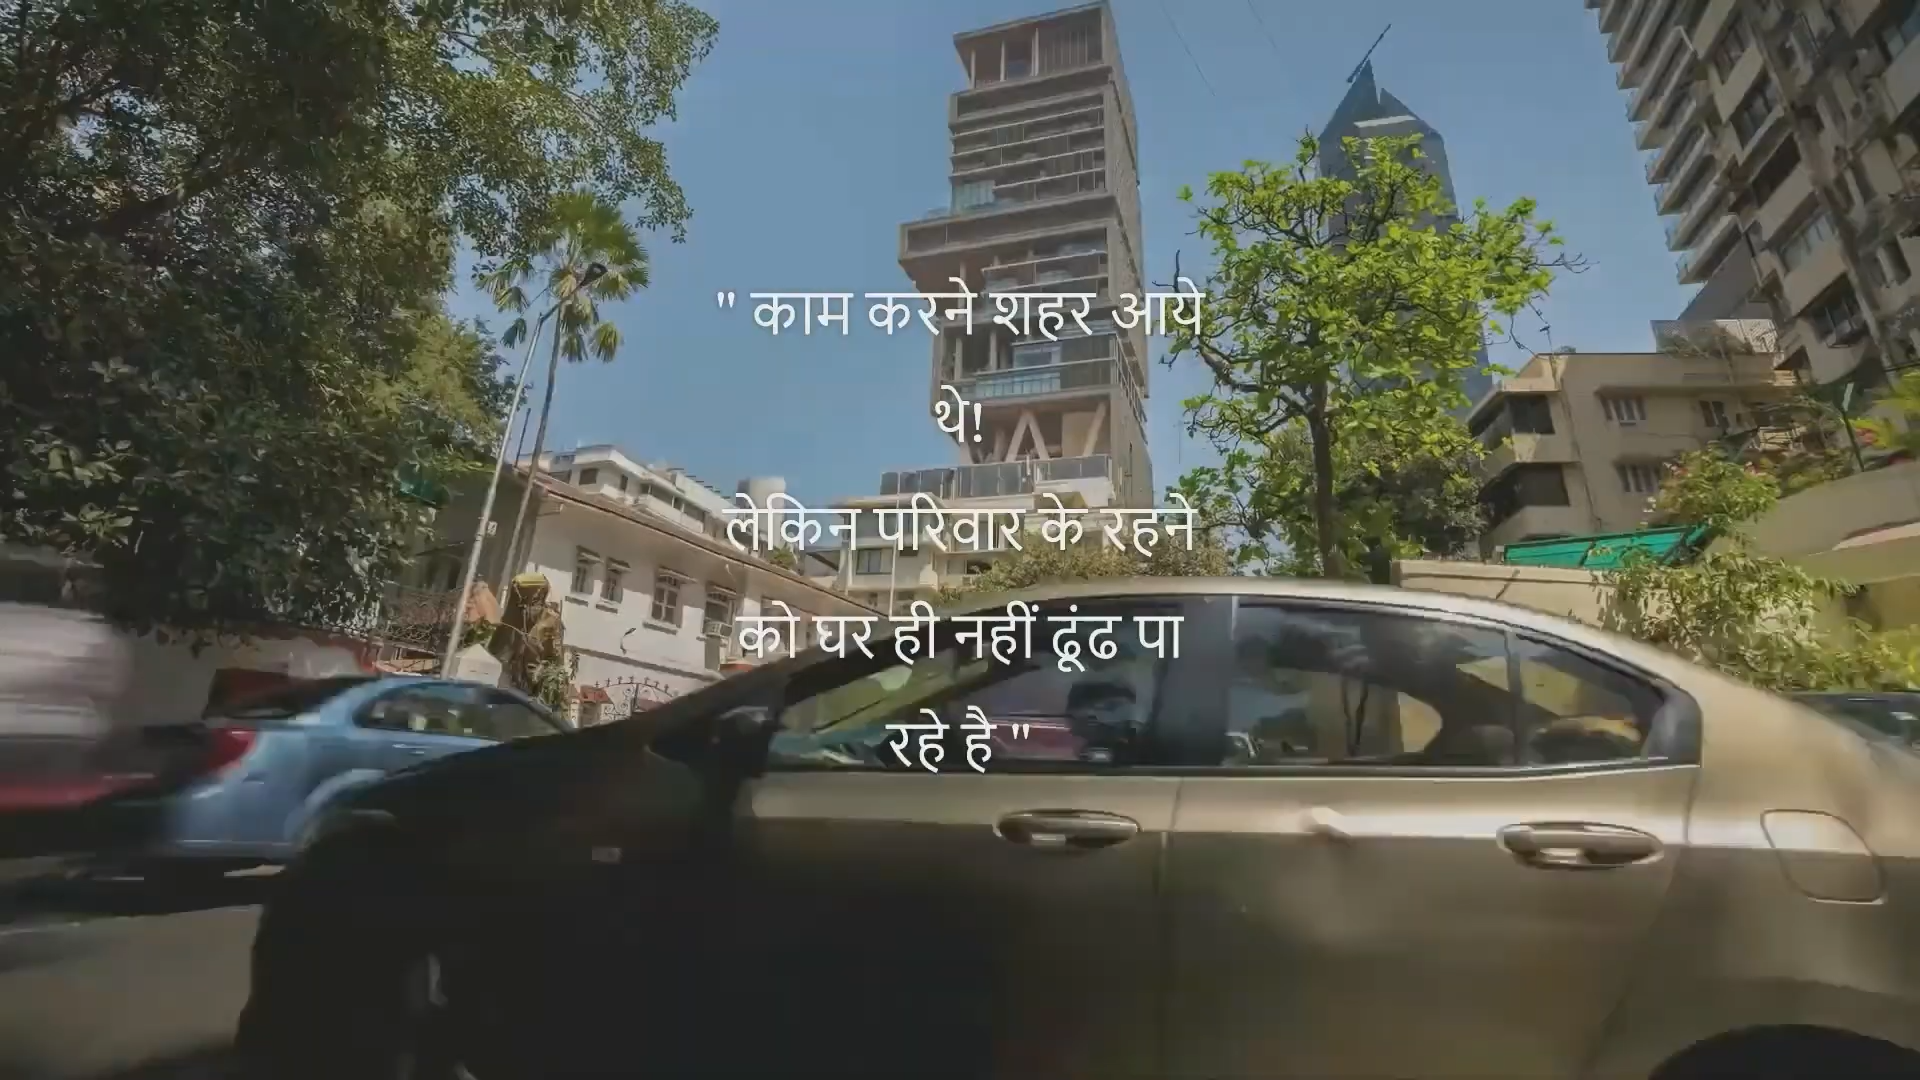 " काम करने शहर आये
थे!
लेकिन परिवार के रहने
को घर ही नहीं ढूंढ पा
रहे है "